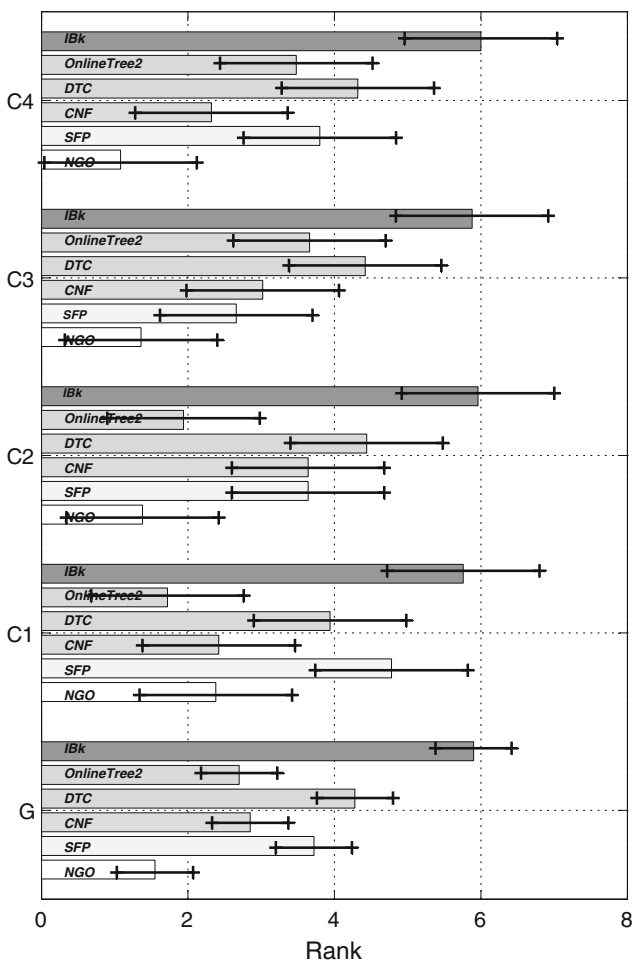 IBk
OnlineTree2
DTC
C4
CNF
SFP
NGO
IBk
OnlineTree2
DTC
C3
CNF
SFP
NGO
IBk
OnlineTree2
DTC
C2
CNF
SFP
NGO
IBk
OnlineTree2
DTC
C1
CNF
SFP
NGO
IBk
OnlineTree2
DTC
G
CNF
SFP
NGO
0 2 4 6 8
Rank